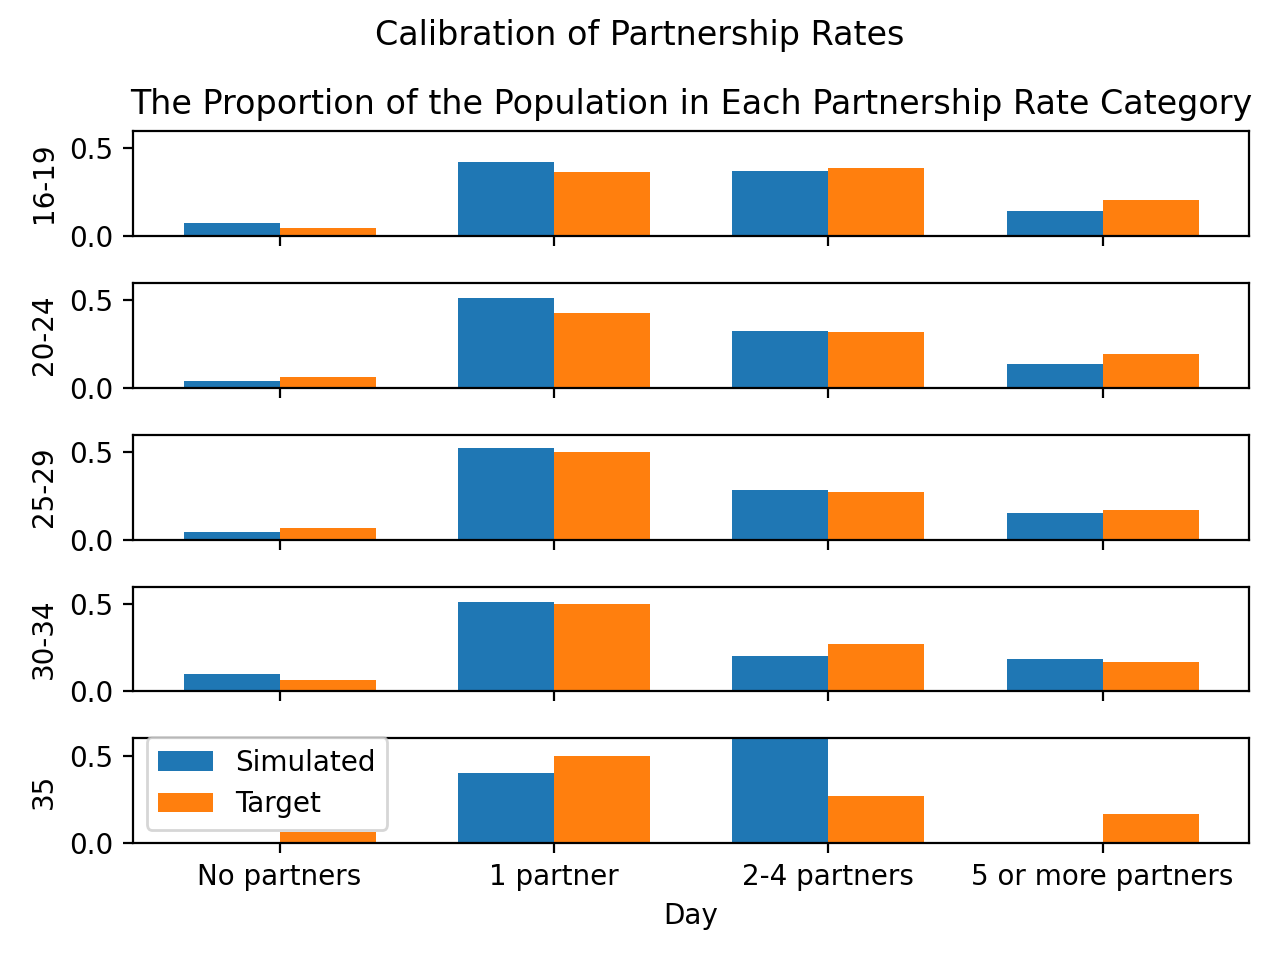 Calibration of Partnership Rates
The Proportion of the Population in Each Partnership Rate Category
16-19
0.5
0.0
20-24
0.5
0.0
25-29
0.5
0.0
30-34
0.5
0.0
35
0.5
0.0
Simulated
Target
No partners 1 partner 2-4 partners 5 or more partners
Day